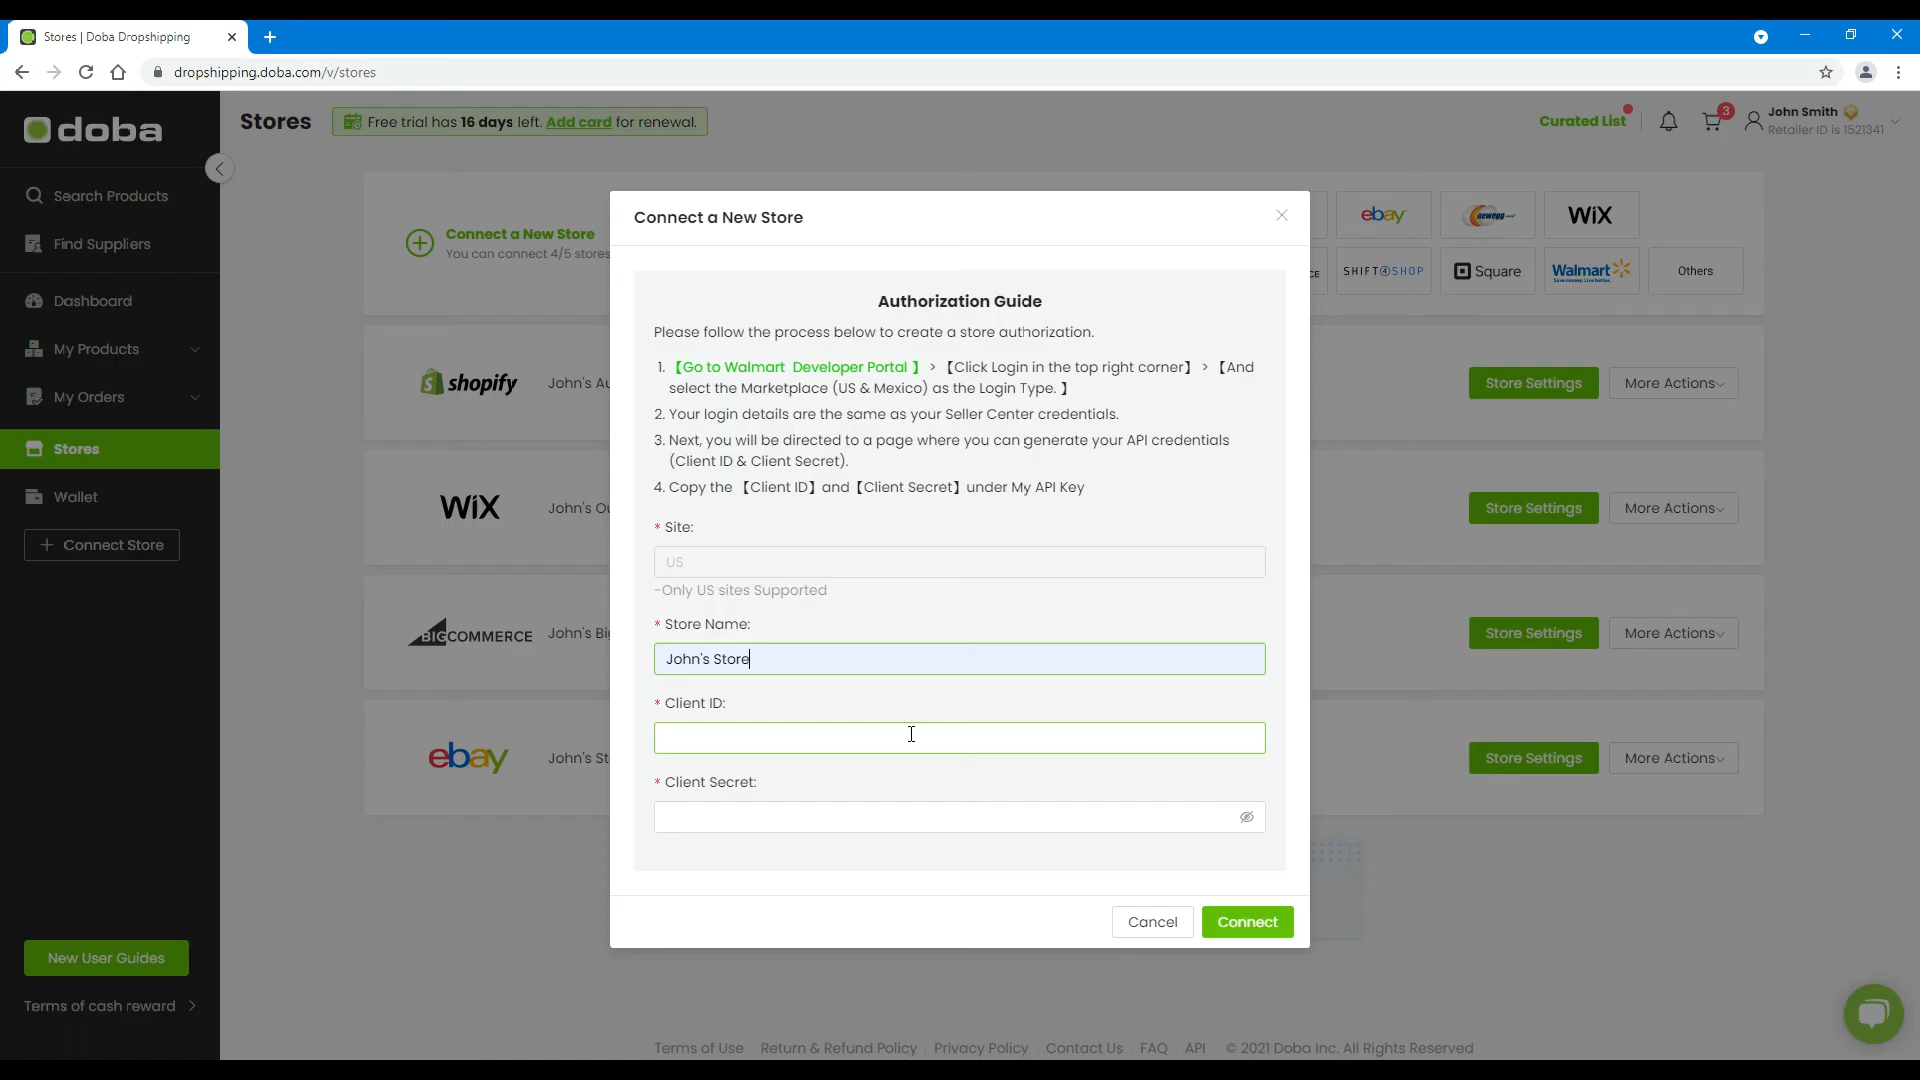 Stores | Doba Dropshipping
dropshipping.doba.com/v/stores
doba
Search Products
Find Suppliers
Dashboard
My Products
My Orders
Stores
Wallet
Connect Store
New User Guides
Terms of cash reward
Stores
Free trial has 16 days left. Add card for renewal.
Curated List
3
John Smith
Retailer ID is 1521341
Connect a New Store
You can connect 4/5 stores
ebay
newegg
WiX
CE
SHIFT4SHOP
Square
Walmart
Save money. Live better.
Others
shopify
John's Au
Store Settings
More Actions
WiX
John's Ou
Store Settings
More Actions
BIGCOMMERCE
John's Big
Store Settings
More Actions
ebay
John's St
Store Settings
More Actions
Connect a New Store
Authorization Guide
Please follow the process below to create a store authorization.
1. 【Go to Walmart Developer Portal 】 > 【Click Login in the top right corner】 > 【And
select the Marketplace (US & Mexico) as the Login Type. 】
2. Your login details are the same as your Seller Center credentials.
3. Next, you will be directed to a page where you can generate your API credentials
(Client ID & Client Secret).
4. Copy the 【Client ID】 and 【Client Secret】 under My API Key
* Site:
US
-Only US sites Supported
* Store Name:
John's Store
* Client ID:
* Client Secret:
Cancel
Connect
Terms of Use
Return & Refund Policy
Privacy Policy
Contact Us
FAQ
API
© 2021 Doba Inc. All Rights Reserved